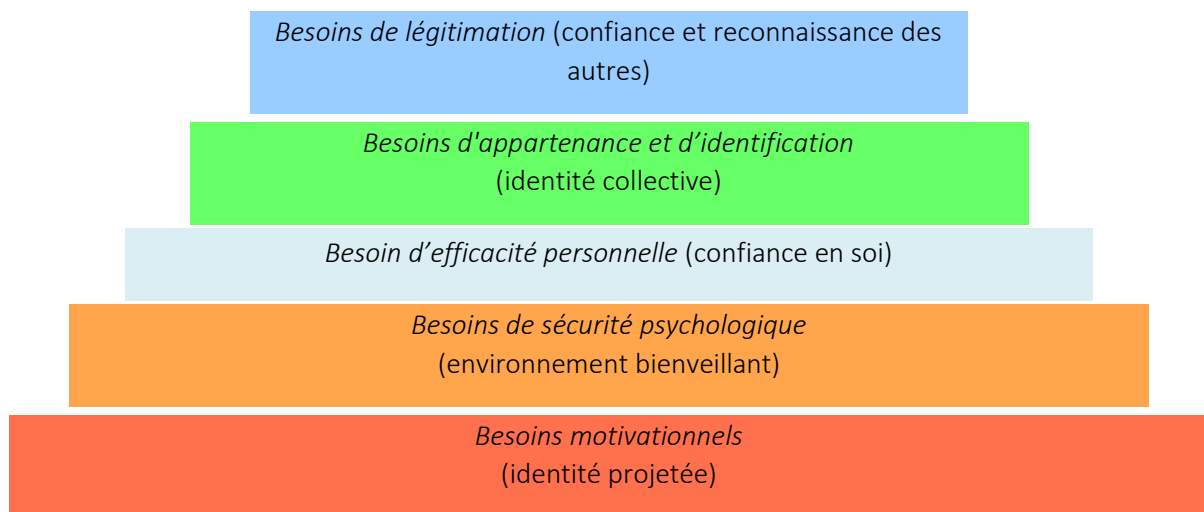 Besoins de légitimation (confiance et reconnaissance des
autres)
Besoins d'appartenance et d’identification
(identité collective)
Besoin d’efficacité personnelle (confiance en soi)
Besoins de sécurité psychologique
(environnement bienveillant)
Besoins motivationnels
(identité projetée)